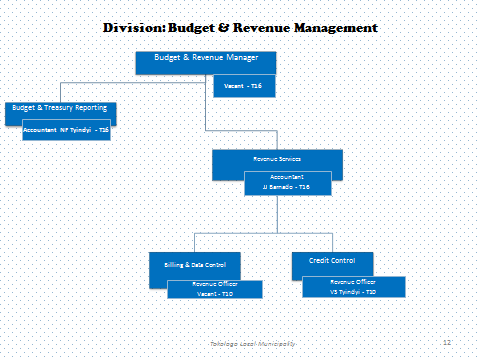 Division: Budget & Revenue Management
Budget & Revenue Manager
Vacant - T16
Budget & Treasury Reporting
Accountant NF Tyindyi - T16
Revenue Services
Accountant
JJ Barnado - T16
Billing & Data Control
Revenue Officer
Vacant - T10
Credit Control
Revenue Officer
VS Tyindyi - T10
Tokologo Local Municipality
12